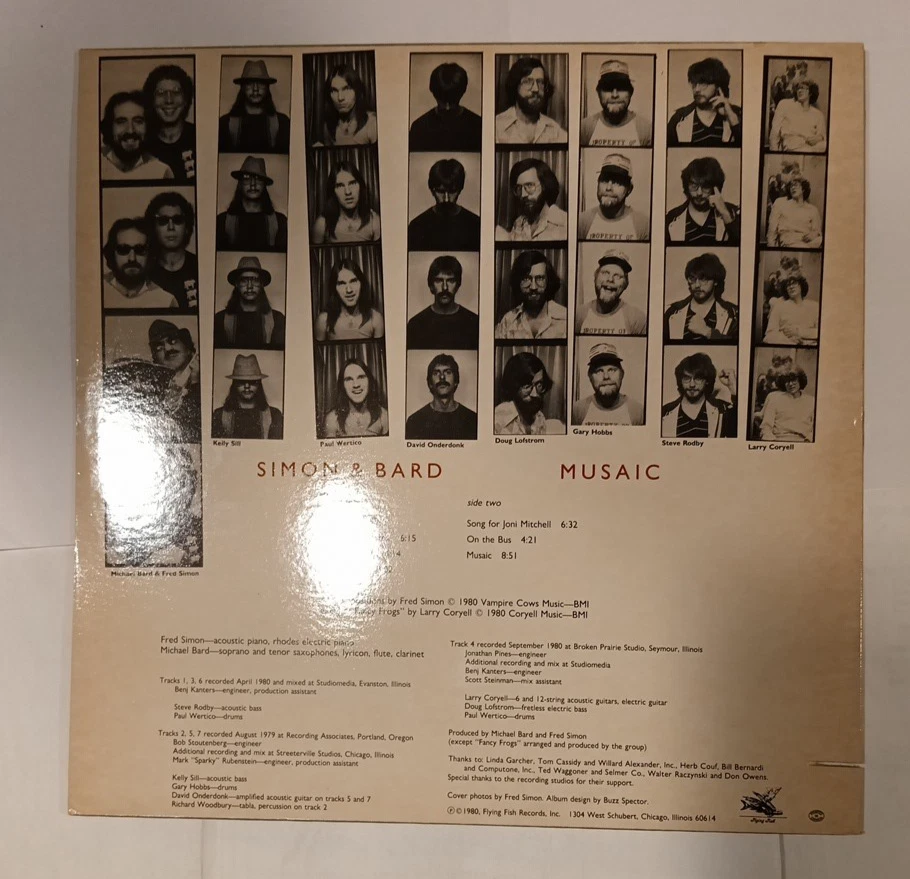 PROPERTY OF
PROPERTY OF
PROPERTY OF
Kelly Sill
Paul Wertico
David Onderdonk
Doug Lofstrom
Gary Hobbs
Steve Rodby
Larry Coryell
SIMON & BARD
MUSAIC
side two
Song for Joni Mitchell 6:32
6:15
On the Bus 4:21
Musaic 8:51
Michael Bard & Fred Simon
by Fred Simon © 1980 Vampire Cows Music—BMI
Frogs" by Larry Coryell © 1980 Coryell Music—BMI
Fred Simon—acoustic piano, rhodes electric piano
Michael Bard—soprano and tenor saxophones, lyricon, flute, clarinet
Tracks 1, 3, 6 recorded April 1980 and mixed at Studiomedia, Evanston, Illinois
Benj Kanters—engineer, production assistant
Steve Rodby—acoustic bass
Paul Wertico—drums
Tracks 2, 5, 7 recorded August 1979 at Recording Associates, Portland, Oregon
Bob Stoutenberg—engineer
Additional recording and mix at Streeterville Studios, Chicago, Illinois
Mark "Sparky" Rubenstein—engineer, production assistant
Kelly Sill—acoustic bass
Gary Hobbs—drums
David Onderdonk—amplified acoustic guitar on tracks 5 and 7
Richard Woodbury—tabla, percussion on track 2
Track 4 recorded September 1980 at Broken Prairie Studio, Seymour, Illinois
Jonathan Pines—engineer
Additional recording and mix at Studiomedia
Benj Kanters—engineer
Scott Steinman—mix assistant
Larry Coryell—6 and 12-string acoustic guitars, electric guitar
Doug Lofstrom—fretless electric bass
Paul Wertico—drums
Produced by Michael Bard and Fred Simon
(except "Fancy Frogs" arranged and produced by the group)
Thanks to: Linda Garcher, Tom Cassidy and Willard Alexander, Inc., Herb Couf, Bill Bernardi
and Computone, Inc., Ted Waggoner and Selmer Co., Walter Raczynski and Don Owens.
Special thanks to the recording studios for their support.
Cover photos by Fred Simon. Album design by Buzz Spector.
℗ © 1980, Flying Fish Records, Inc. 1304 West Schubert, Chicago, Illinois 60614
Flying Fish